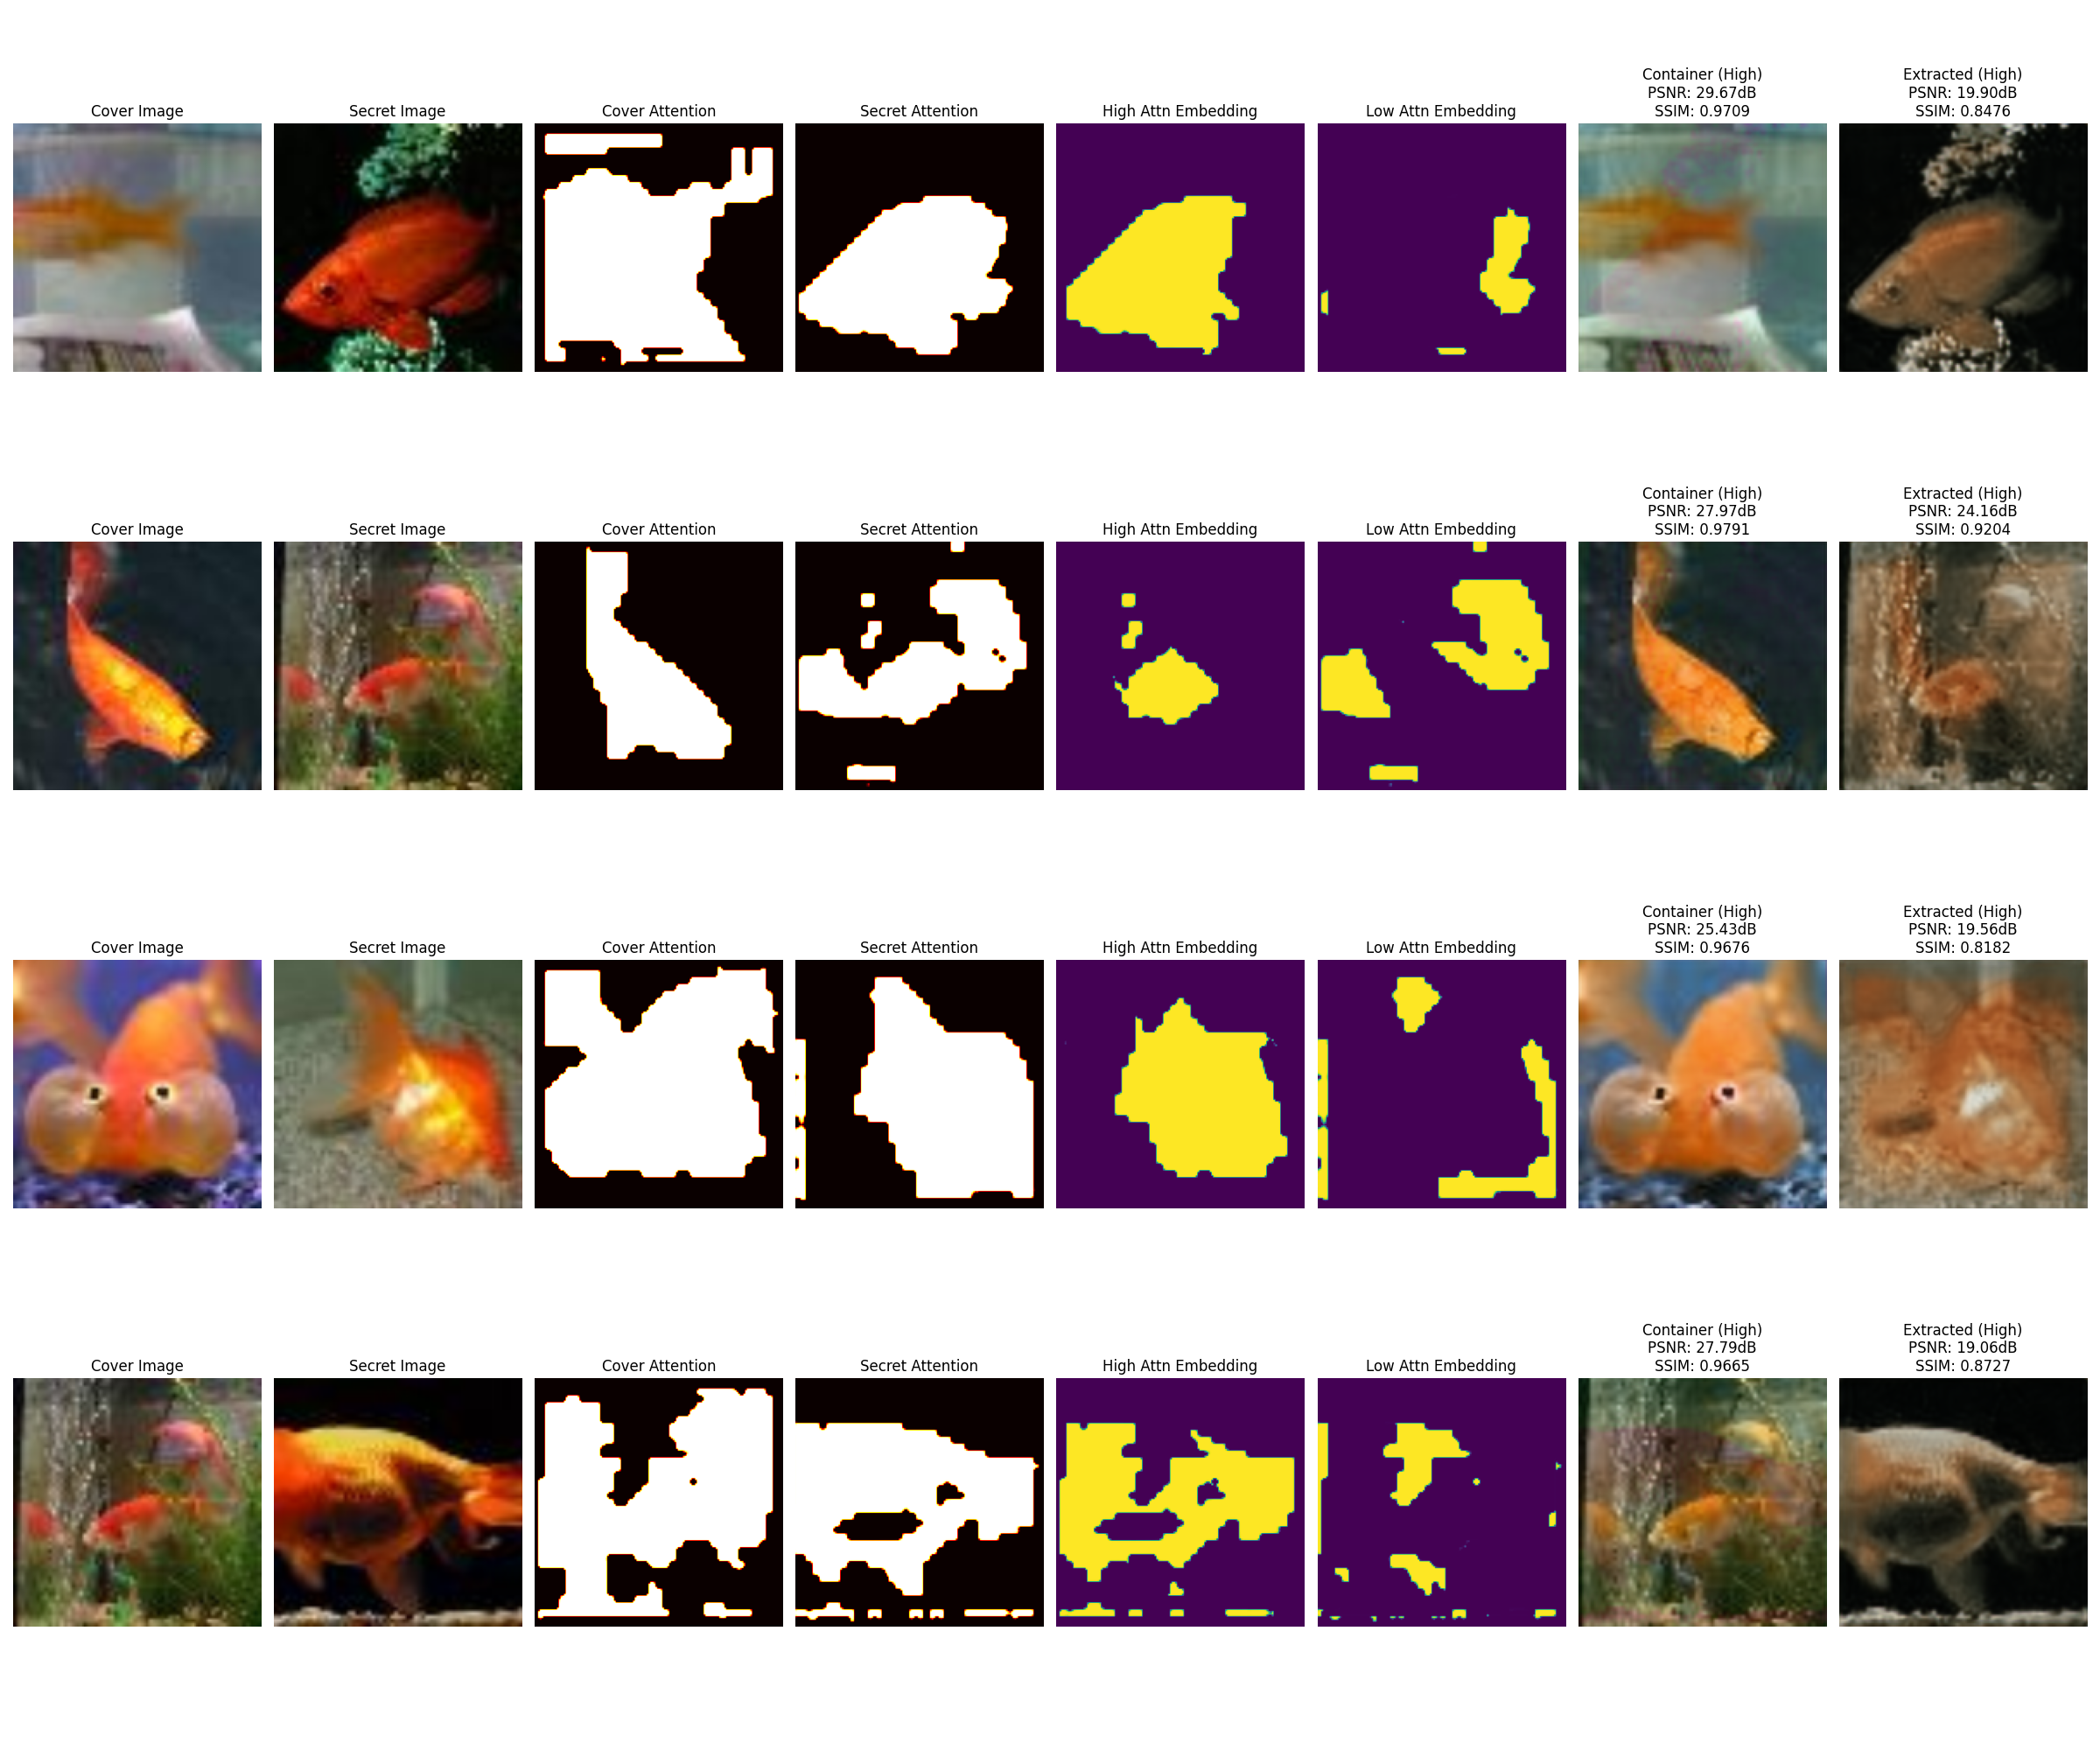 Cover Image
Secret Image
Cover Attention
Secret Attention
High Attn Embedding
Low Attn Embedding
Container (High)
PSNR: 29.67dB
SSIM: 0.9709
Extracted (High)
PSNR: 19.90dB
SSIM: 0.8476
Cover Image
Secret Image
Cover Attention
Secret Attention
High Attn Embedding
Low Attn Embedding
Container (High)
PSNR: 27.97dB
SSIM: 0.9791
Extracted (High)
PSNR: 24.16dB
SSIM: 0.9204
Cover Image
Secret Image
Cover Attention
Secret Attention
High Attn Embedding
Low Attn Embedding
Container (High)
PSNR: 25.43dB
SSIM: 0.9676
Extracted (High)
PSNR: 19.56dB
SSIM: 0.8182
Cover Image
Secret Image
Cover Attention
Secret Attention
High Attn Embedding
Low Attn Embedding
Container (High)
PSNR: 27.79dB
SSIM: 0.9665
Extracted (High)
PSNR: 19.06dB
SSIM: 0.8727